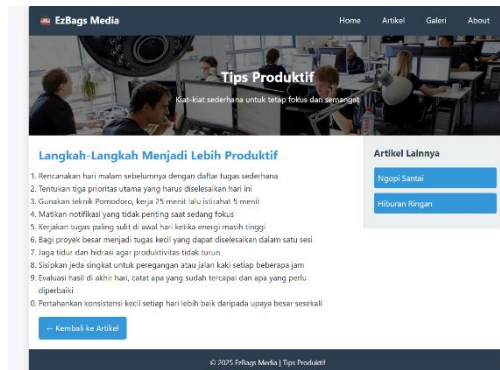 EzBags Media
Home Artikel Galeri About
Tips Produktif
Kiat-kiat sederhana untuk tetap fokus dan semangat
Langkah-Langkah Menjadi Lebih Produktif
1. Rencanakan hari malam sebelumnya dengan daftar tugas sederhana
2. Tentukan tiga prioritas utama yang harus diselesaikan hari ini
3. Gunakan teknik Pomodoro, kerja 25 menit lalu istirahat 5 menit
4. Matikan notifikasi yang tidak penting saat sedang fokus
5. Kerjakan tugas paling sulit di awal hari ketika energi masih tinggi
6. Bagi proyek besar menjadi tugas kecil yang dapat diselesaikan dalam satu sesi
7. Jaga tidur dan hidrasi agar produktivitas tidak turun
8. Sisipkan jeda singkat untuk peregangan atau jalan kaki setiap beberapa jam
9. Evaluasi hasil di akhir hari, catat apa yang sudah tercapai dan apa yang perlu
diperbaiki
0. Pertahankan konsistensi kecil setiap hari lebih baik daripada upaya besar sesekali
← Kembali ke Artikel
Artikel Lainnya
Ngopi Santai
Hiburan Ringan
© 2025 EzBags Media | Tips Produktif